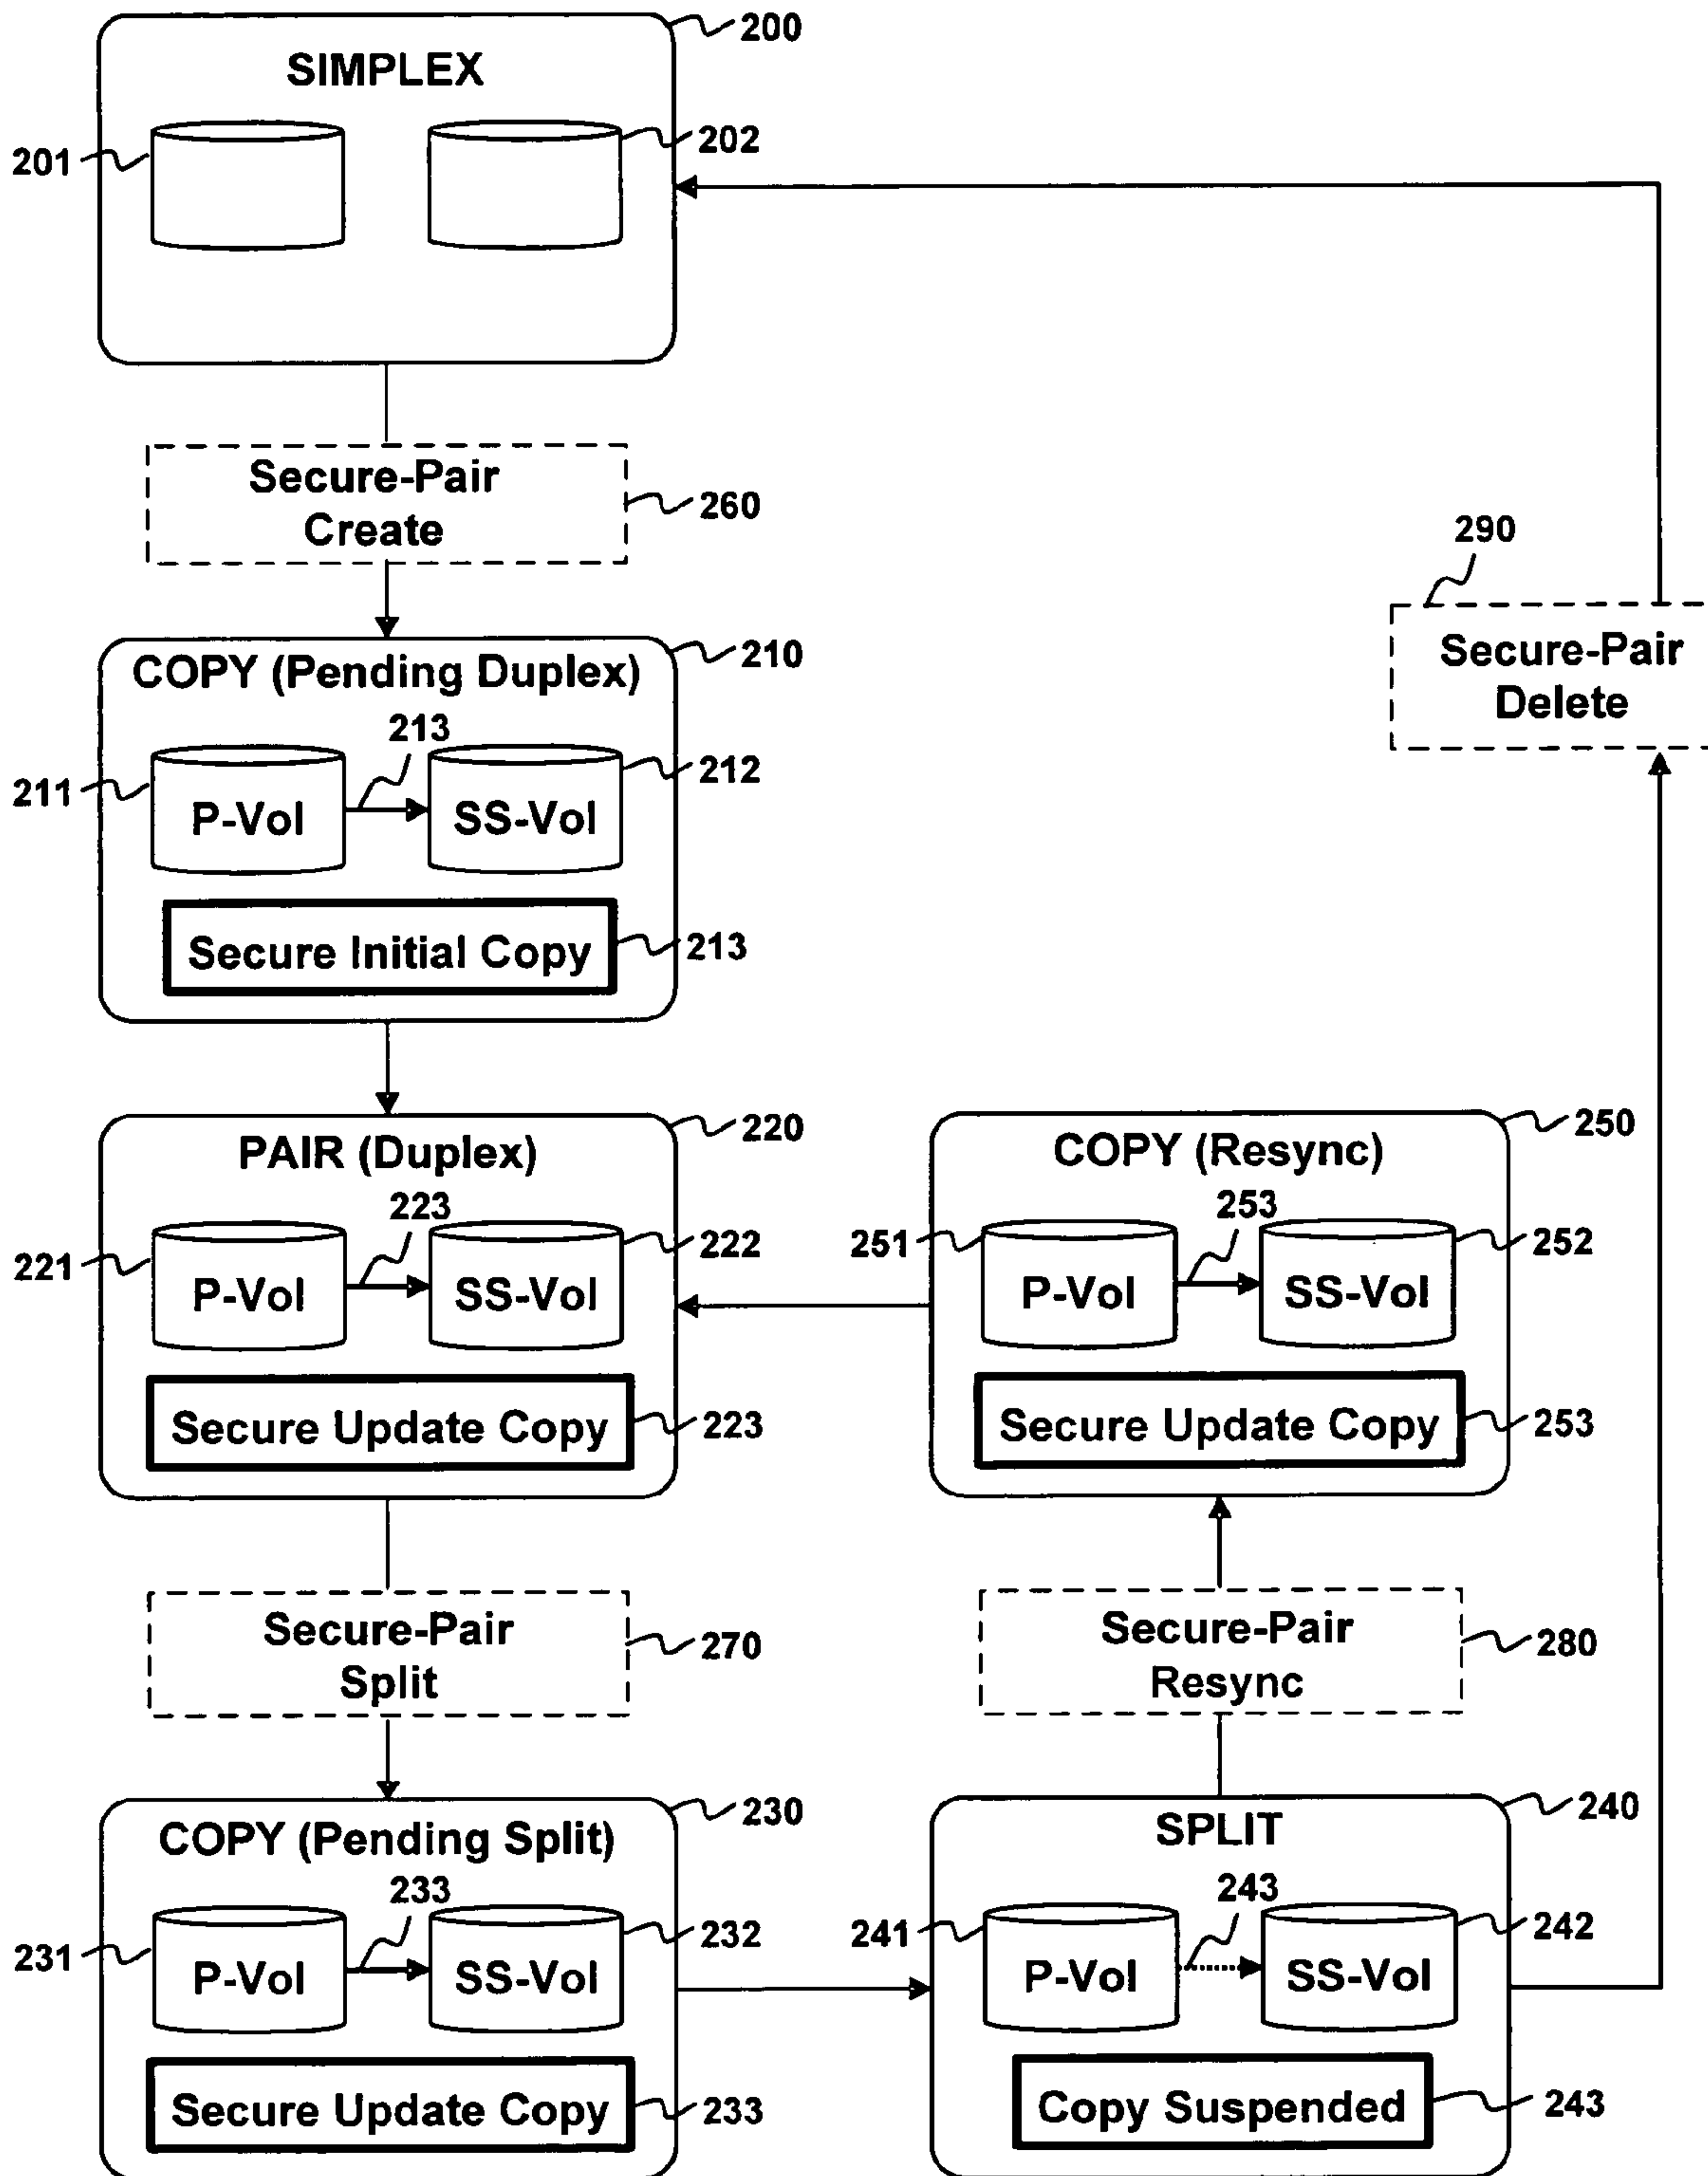 200
SIMPLEX
201
202
Secure-Pair
Create
260
290
Secure-Pair
Delete
210
COPY (Pending Duplex)
213
211
P-Vol
SS-Vol
212
Secure Initial Copy
213
220
PAIR (Duplex)
223
221
P-Vol
SS-Vol
222
Secure Update Copy
223
250
COPY (Resync)
253
251
P-Vol
SS-Vol
252
Secure Update Copy
253
Secure-Pair
Split
270
Secure-Pair
Resync
280
230
COPY (Pending Split)
233
231
P-Vol
SS-Vol
232
Secure Update Copy
233
240
SPLIT
243
241
P-Vol
SS-Vol
242
Copy Suspended
243